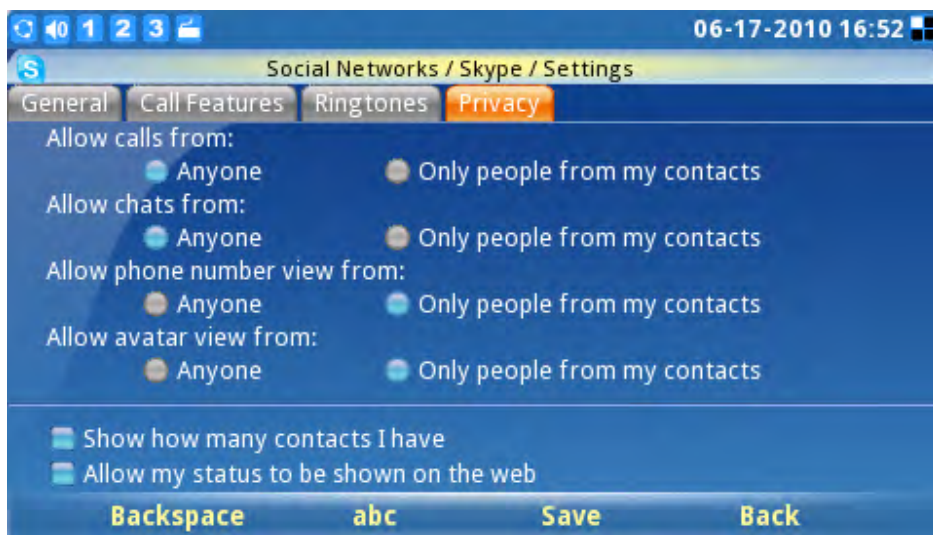 1 2 3 06-17-2010 16:52
S Social Networks / Skype / Settings
General Call Features Ringtones Privacy
Allow calls from:
Anyone Only people from my contacts
Allow chats from:
Anyone Only people from my contacts
Allow phone number view from:
Anyone Only people from my contacts
Allow avatar view from:
Anyone Only people from my contacts
Show how many contacts I have
Allow my status to be shown on the web
Backspace abc Save Back